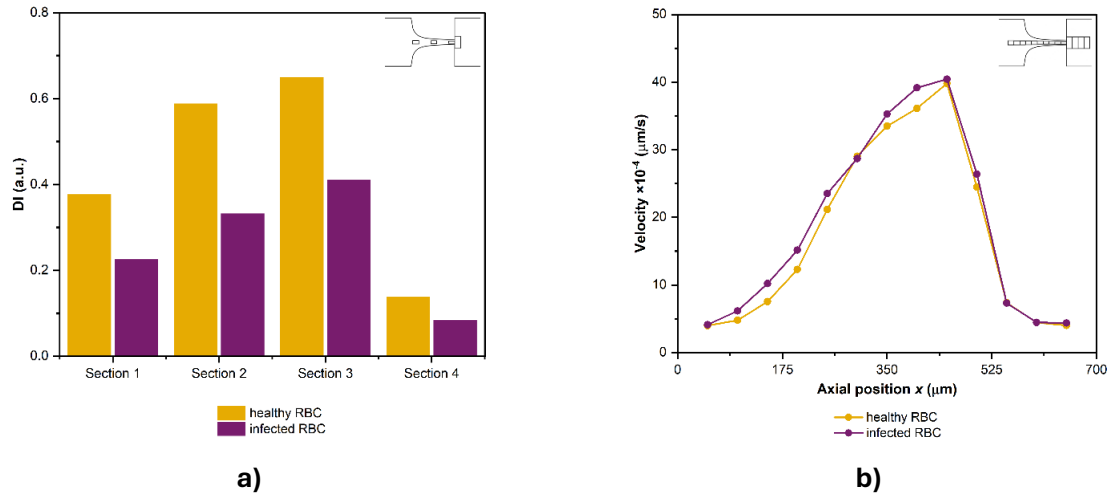 0.8
0.6
0.4
0.2
0.0
DI (a.u.)
Section 1 Section 2 Section 3 Section 4
healthy RBC
infected RBC
a)
50
40
30
20
10
0
Velocity ×10⁻⁴ (μm/s)
0 175 350 525 700
Axial position x (μm)
healthy RBC
infected RBC
b)